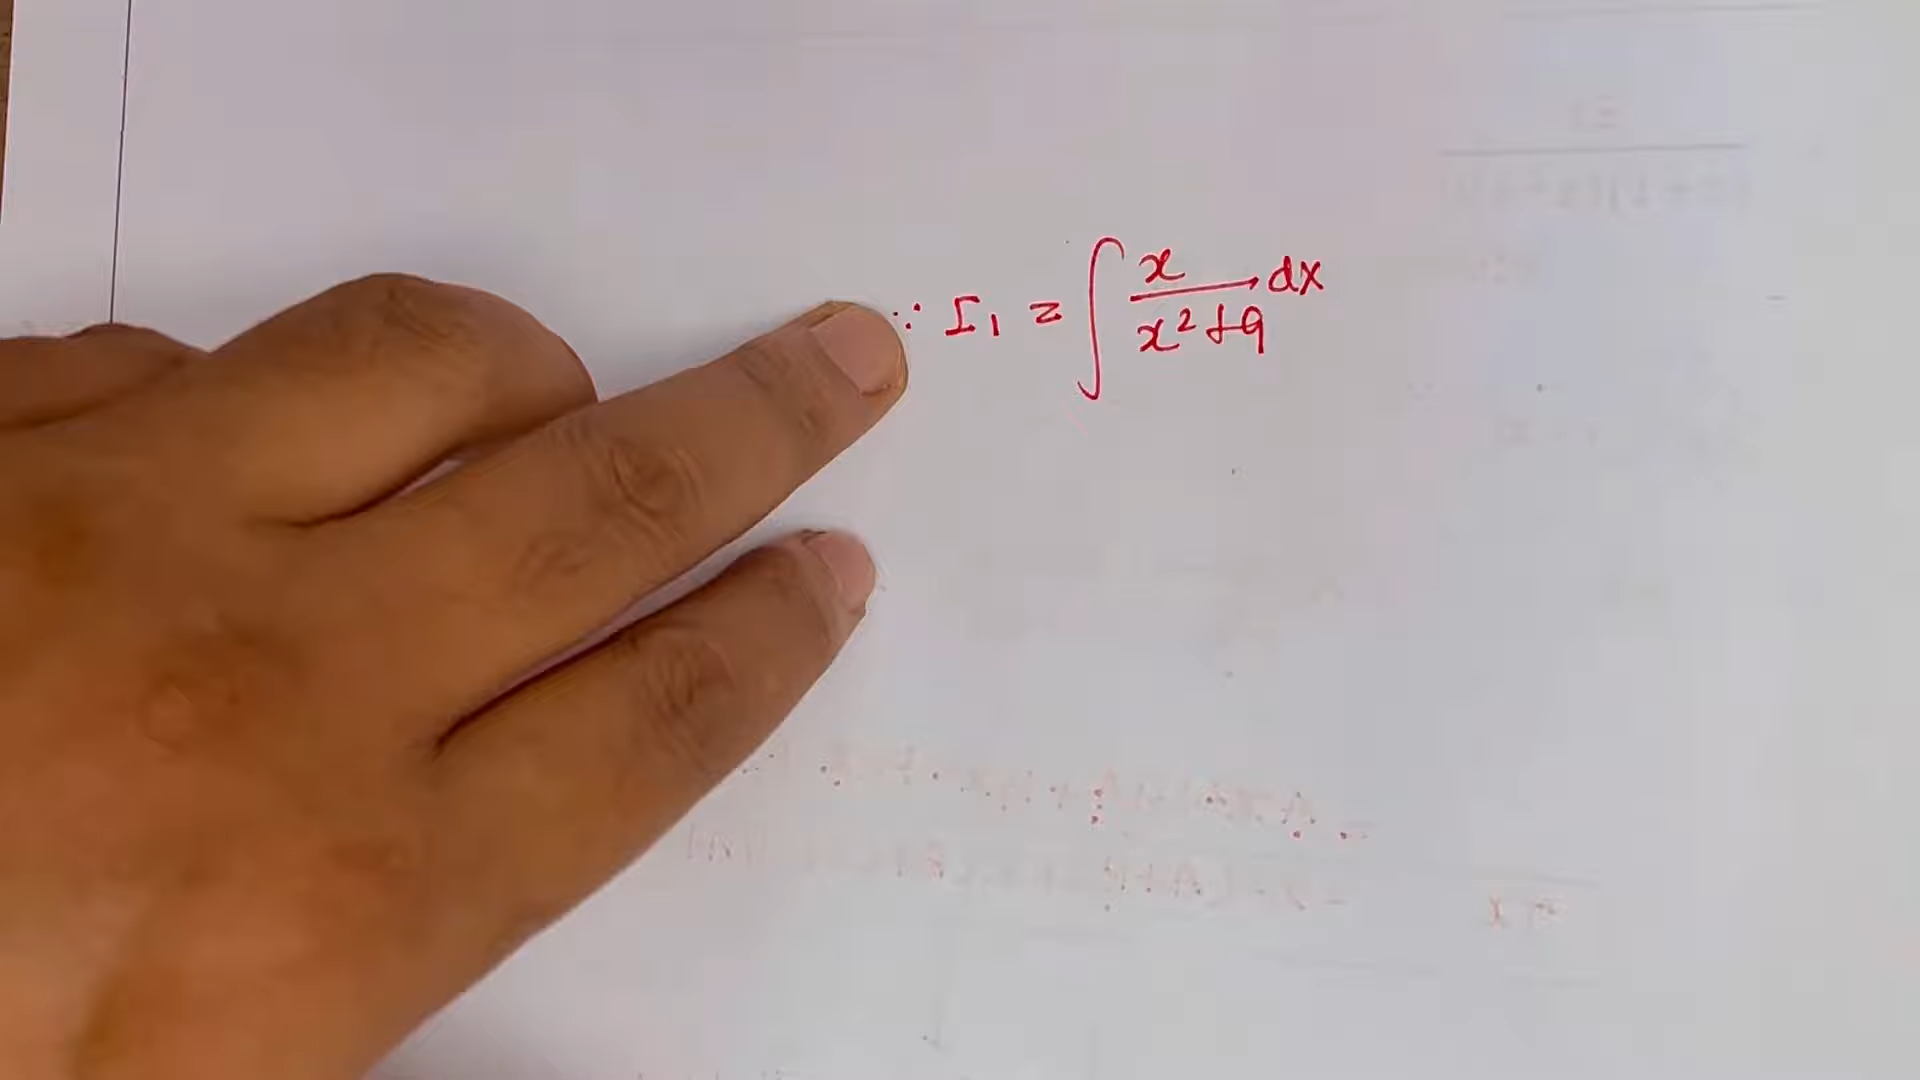 ∵ I₁ = ∫ x/(x²+9) dx